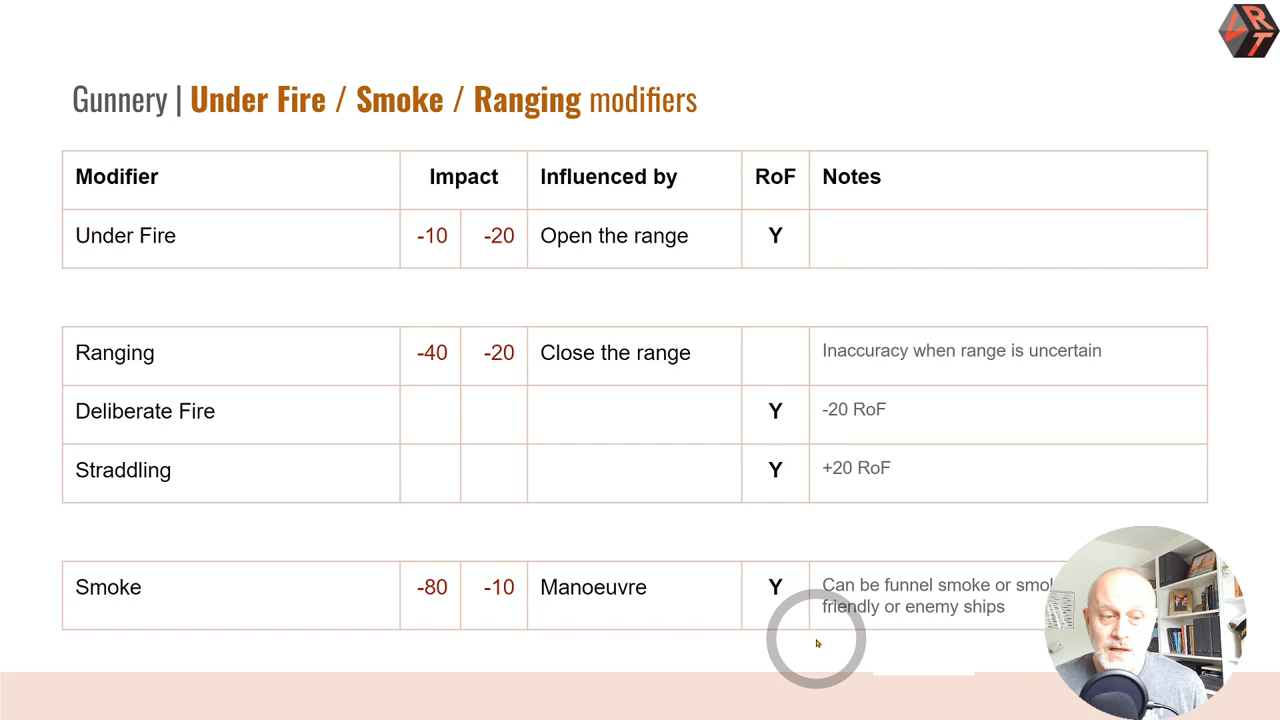 VRT
Gunnery | Under Fire / Smoke / Ranging modifiers
Modifier Impact Influenced by RoF Notes
Under Fire -10 -20 Open the range Y
Ranging -40 -20 Close the range Inaccuracy when range is uncertain
Deliberate Fire Y -20 RoF
Straddling Y +20 RoF
Smoke -80 -10 Manoeuvre Y Can be funnel smoke or
friendly or enemy ships